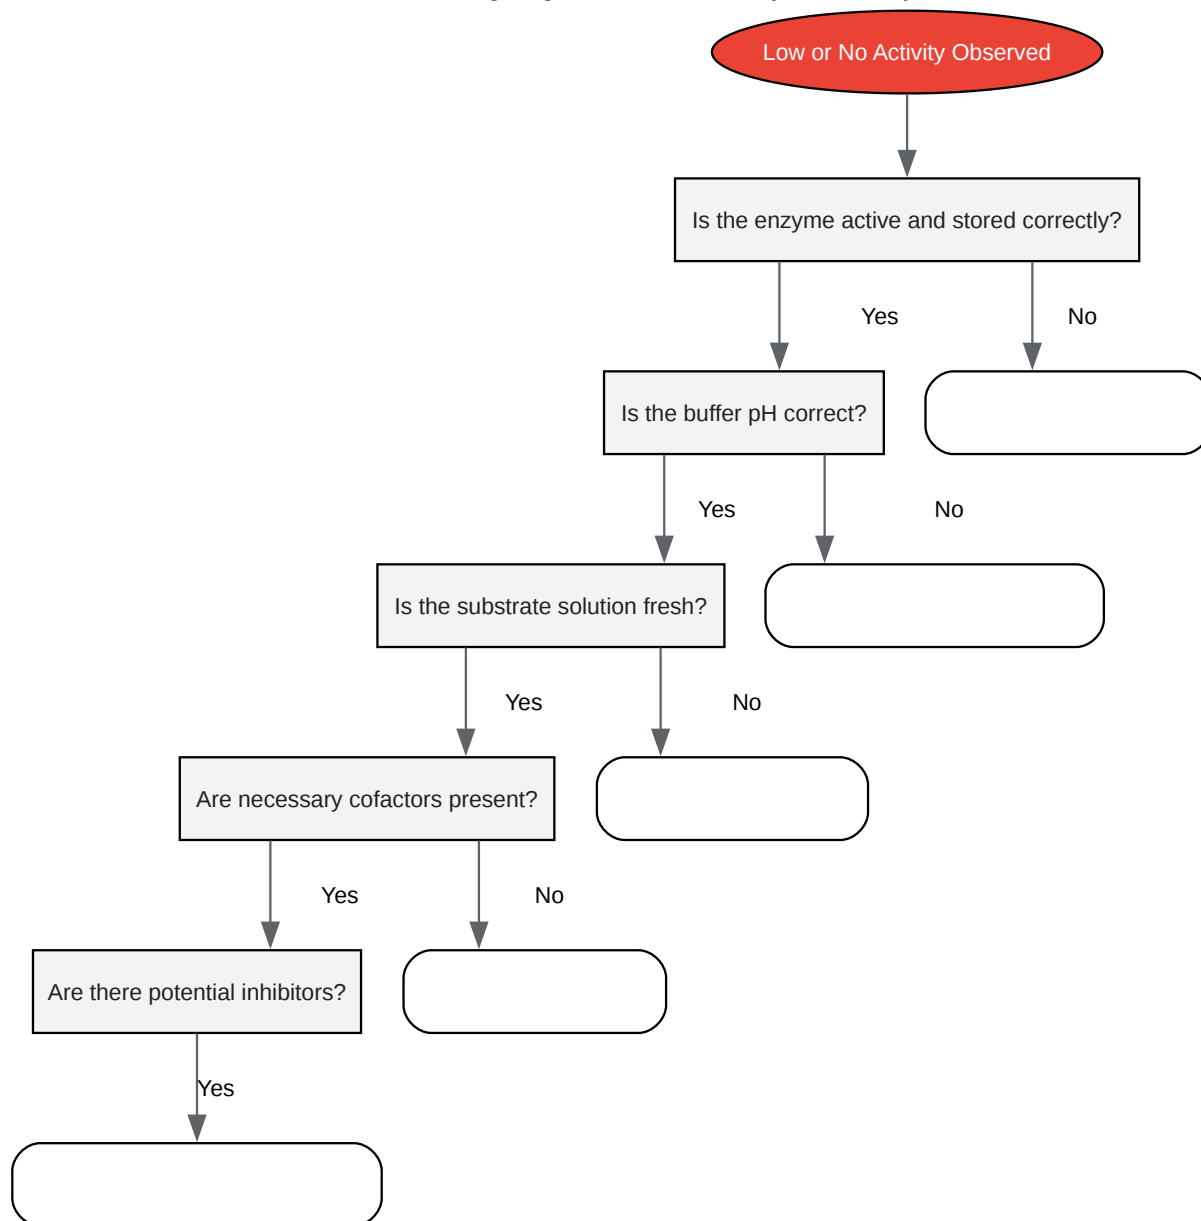 Low or No Activity Observed
Is the enzyme active and stored correctly?
Yes
No
Is the buffer pH correct?
Yes
No
Is the substrate solution fresh?
Yes
No
Are necessary cofactors present?
Yes
No
Are there potential inhibitors?
Yes